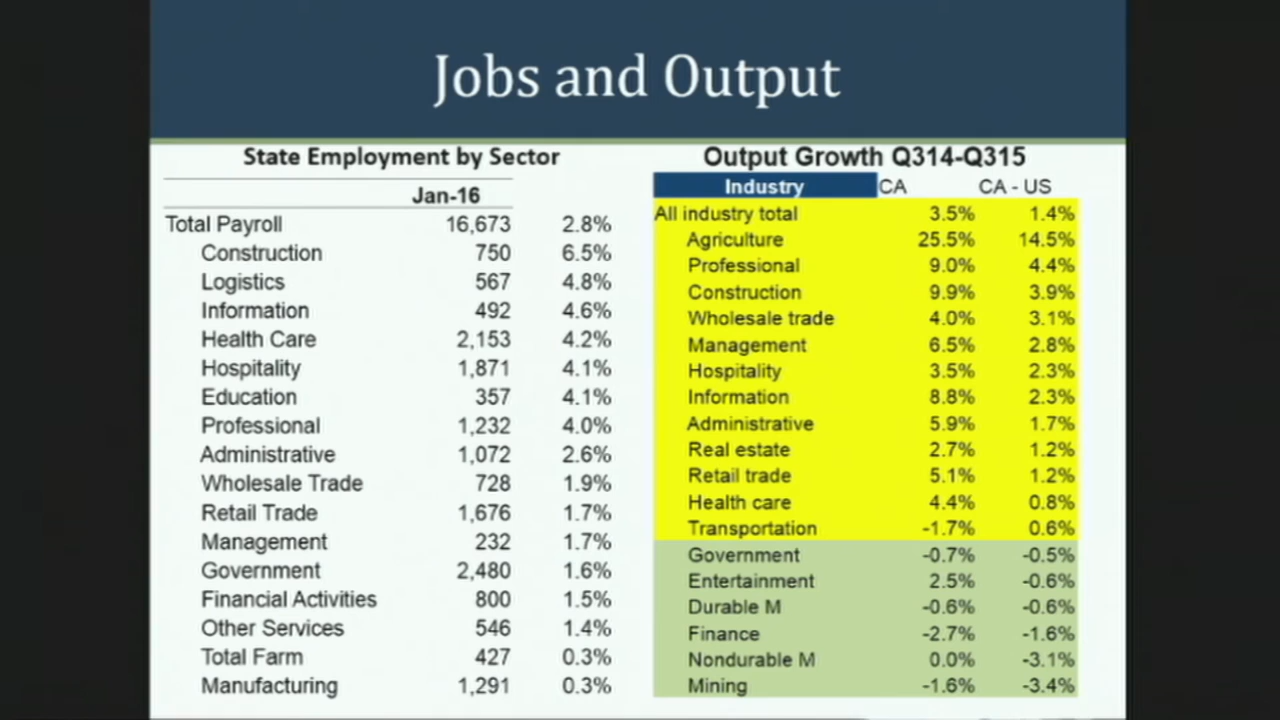 Jobs and Output
State Employment by Sector
Jan-16
Total Payroll 16,673 2.8%
Construction 750 6.5%
Logistics 567 4.8%
Information 492 4.6%
Health Care 2,153 4.2%
Hospitality 1,871 4.1%
Education 357 4.1%
Professional 1,232 4.0%
Administrative 1,072 2.6%
Wholesale Trade 728 1.9%
Retail Trade 1,676 1.7%
Management 232 1.7%
Government 2,480 1.6%
Financial Activities 800 1.5%
Other Services 546 1.4%
Total Farm 427 0.3%
Manufacturing 1,291 0.3%
Output Growth Q314-Q315
Industry CA CA - US
All industry total 3.5% 1.4%
Agriculture 25.5% 14.5%
Professional 9.0% 4.4%
Construction 9.9% 3.9%
Wholesale trade 4.0% 3.1%
Management 6.5% 2.8%
Hospitality 3.5% 2.3%
Information 8.8% 2.3%
Administrative 5.9% 1.7%
Real estate 2.7% 1.2%
Retail trade 5.1% 1.2%
Health care 4.4% 0.8%
Transportation -1.7% 0.6%
Government -0.7% -0.5%
Entertainment 2.5% -0.6%
Durable M -0.6% -0.6%
Finance -2.7% -1.6%
Nondurable M 0.0% -3.1%
Mining -1.6% -3.4%